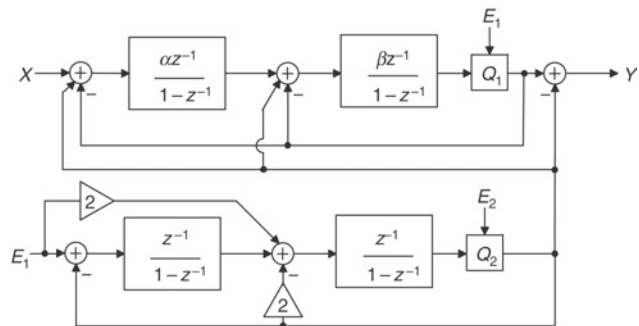 E₁
X
+
αz⁻¹
1 – z⁻¹
+
βz⁻¹
1 – z⁻¹
Q₁
+
Y
–
–
–
2
E₂
E₁
+
z⁻¹
1 – z⁻¹
+
z⁻¹
1 – z⁻¹
Q₂
–
–
2